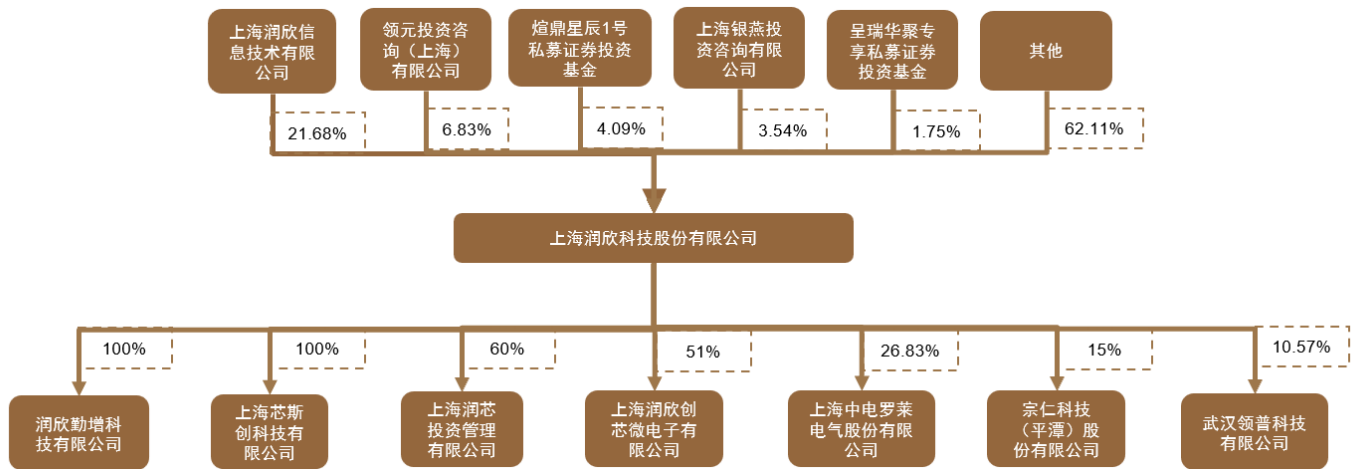 上海润欣信
息技术有限
公司
领元投资咨
询（上海）
有限公司
煊鼎星辰1号
私募证券投资
基金
上海银燕投
资咨询有限
公司
呈瑞华聚专
享私募证券
投资基金
其他
21.68%
6.83%
4.09%
3.54%
1.75%
62.11%
上海润欣科技股份有限公司
100%
100%
60%
51%
26.83%
15%
10.57%
润欣勤增科
技有限公司
上海芯斯
创科技有
限公司
上海润芯
投资管理
有限公司
上海润欣创
芯微电子有
限公司
上海中电罗莱
电气股份有限
公司
宗仁科技
（平潭）股
份有限公司
武汉领普科技
有限公司